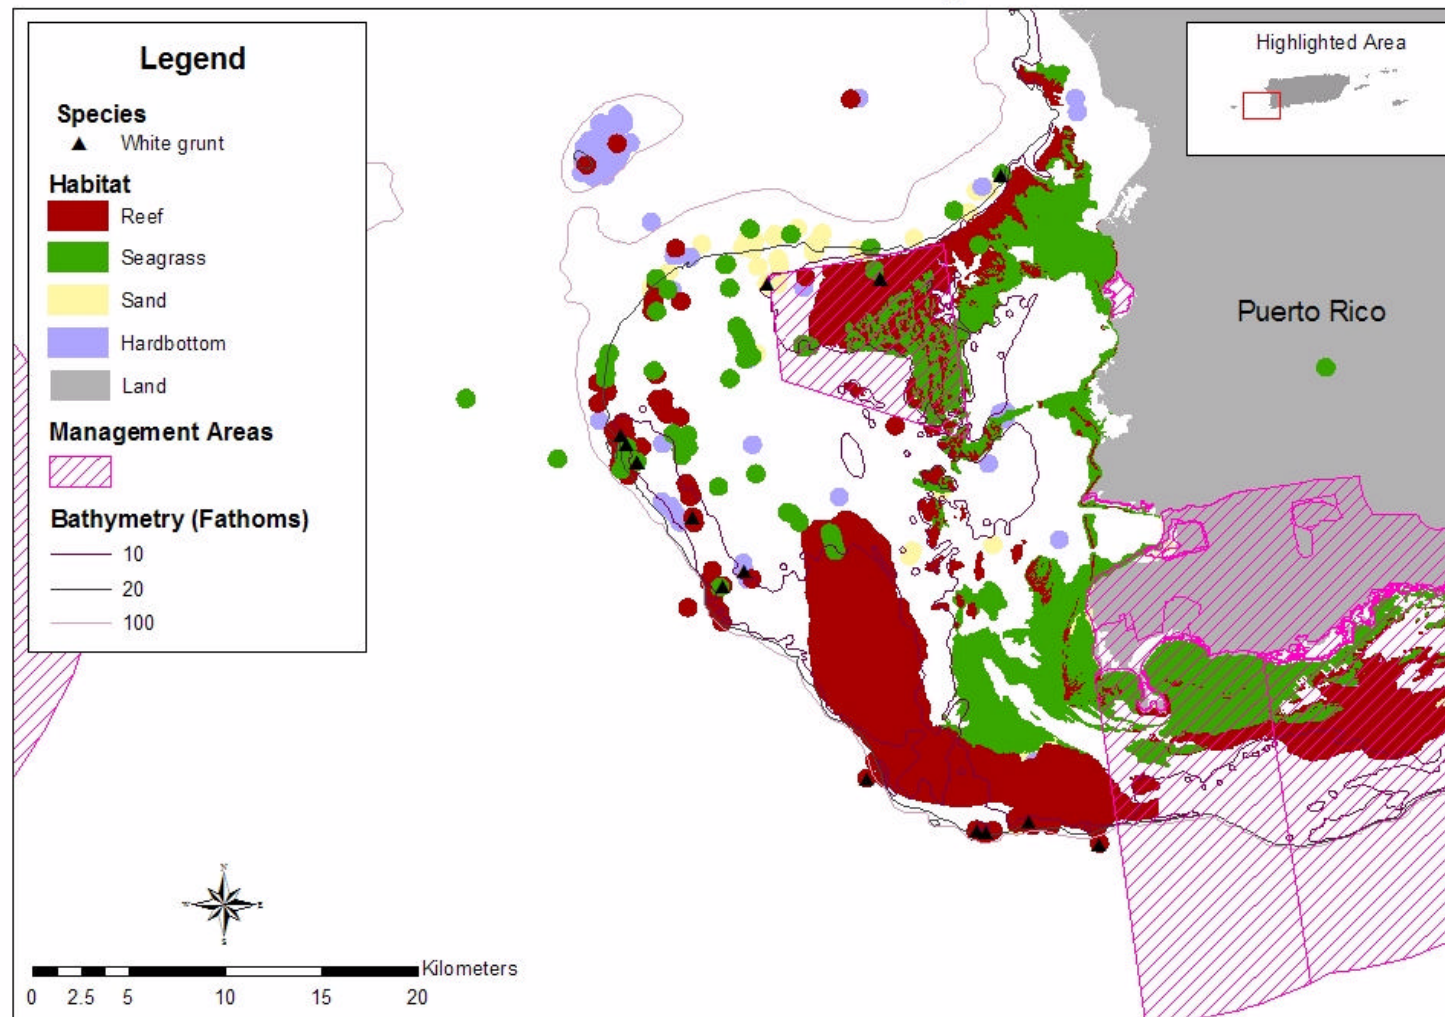 Legend
Species
White grunt
Habitat
Reef
Seagrass
Sand
Hardbottom
Land
Management Areas
Bathymetry (Fathoms)
10
20
100
Highlighted Area
Puerto Rico
N
W E
S
Kilometers
0 2.5 5 10 15 20